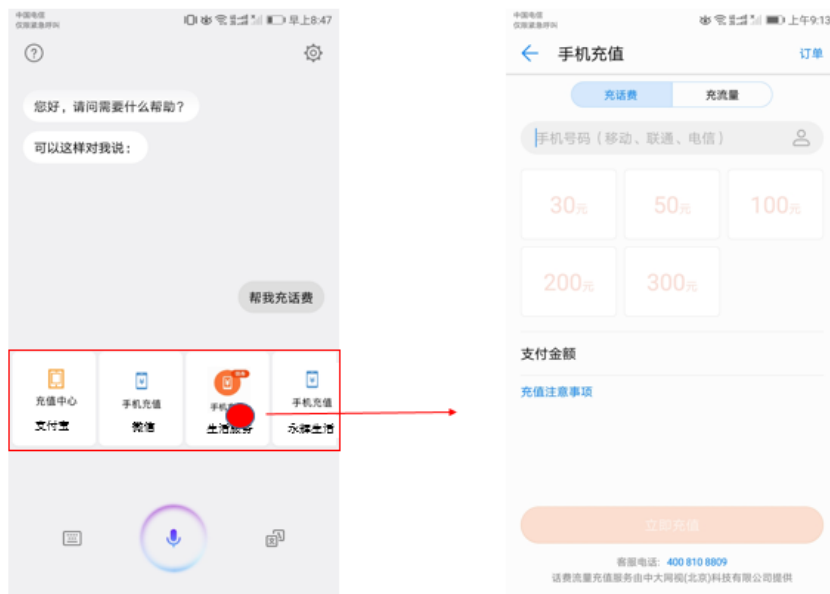 中国电信
仅限紧急呼叫
早上8:47
您好，请问需要什么帮助？
可以这样对我说：
帮我充话费
充值中心
支付宝
手机充值
微信
手机
生活服务
手机充值
永辉生活
中国电信
仅限紧急呼叫
上午9:13
手机充值
订单
充话费
充流量
手机号码（移动、联通、电信）
30元
50元
100元
200元
300元
支付金额
充值注意事项
立即充值
客服电话：400 810 8809
话费流量充值服务由中大网视(北京)科技有限公司提供